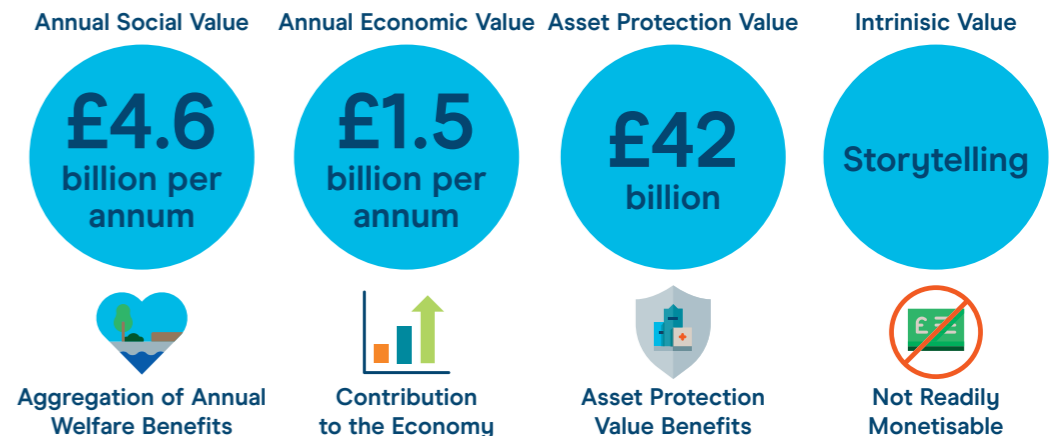 Annual Social Value
Annual Economic Value
Asset Protection Value
Intrinisic Value
£4.6
billion per
annum
£1.5
billion per
annum
£42
billion
Storytelling
£
Aggregation of Annual
Welfare Benefits
Contribution
to the Economy
Asset Protection
Value Benefits
Not Readily
Monetisable